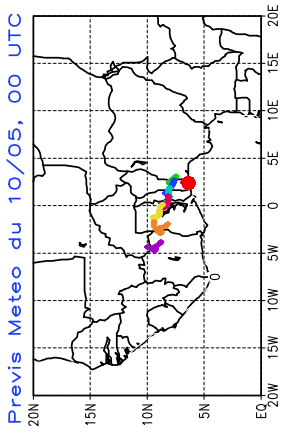 Previs Meteo du 10/05, 00 UTC
20N
15N
10N
5N
EQ
20W
15W
10W
5W
0
5E
10E
15E
20E
0